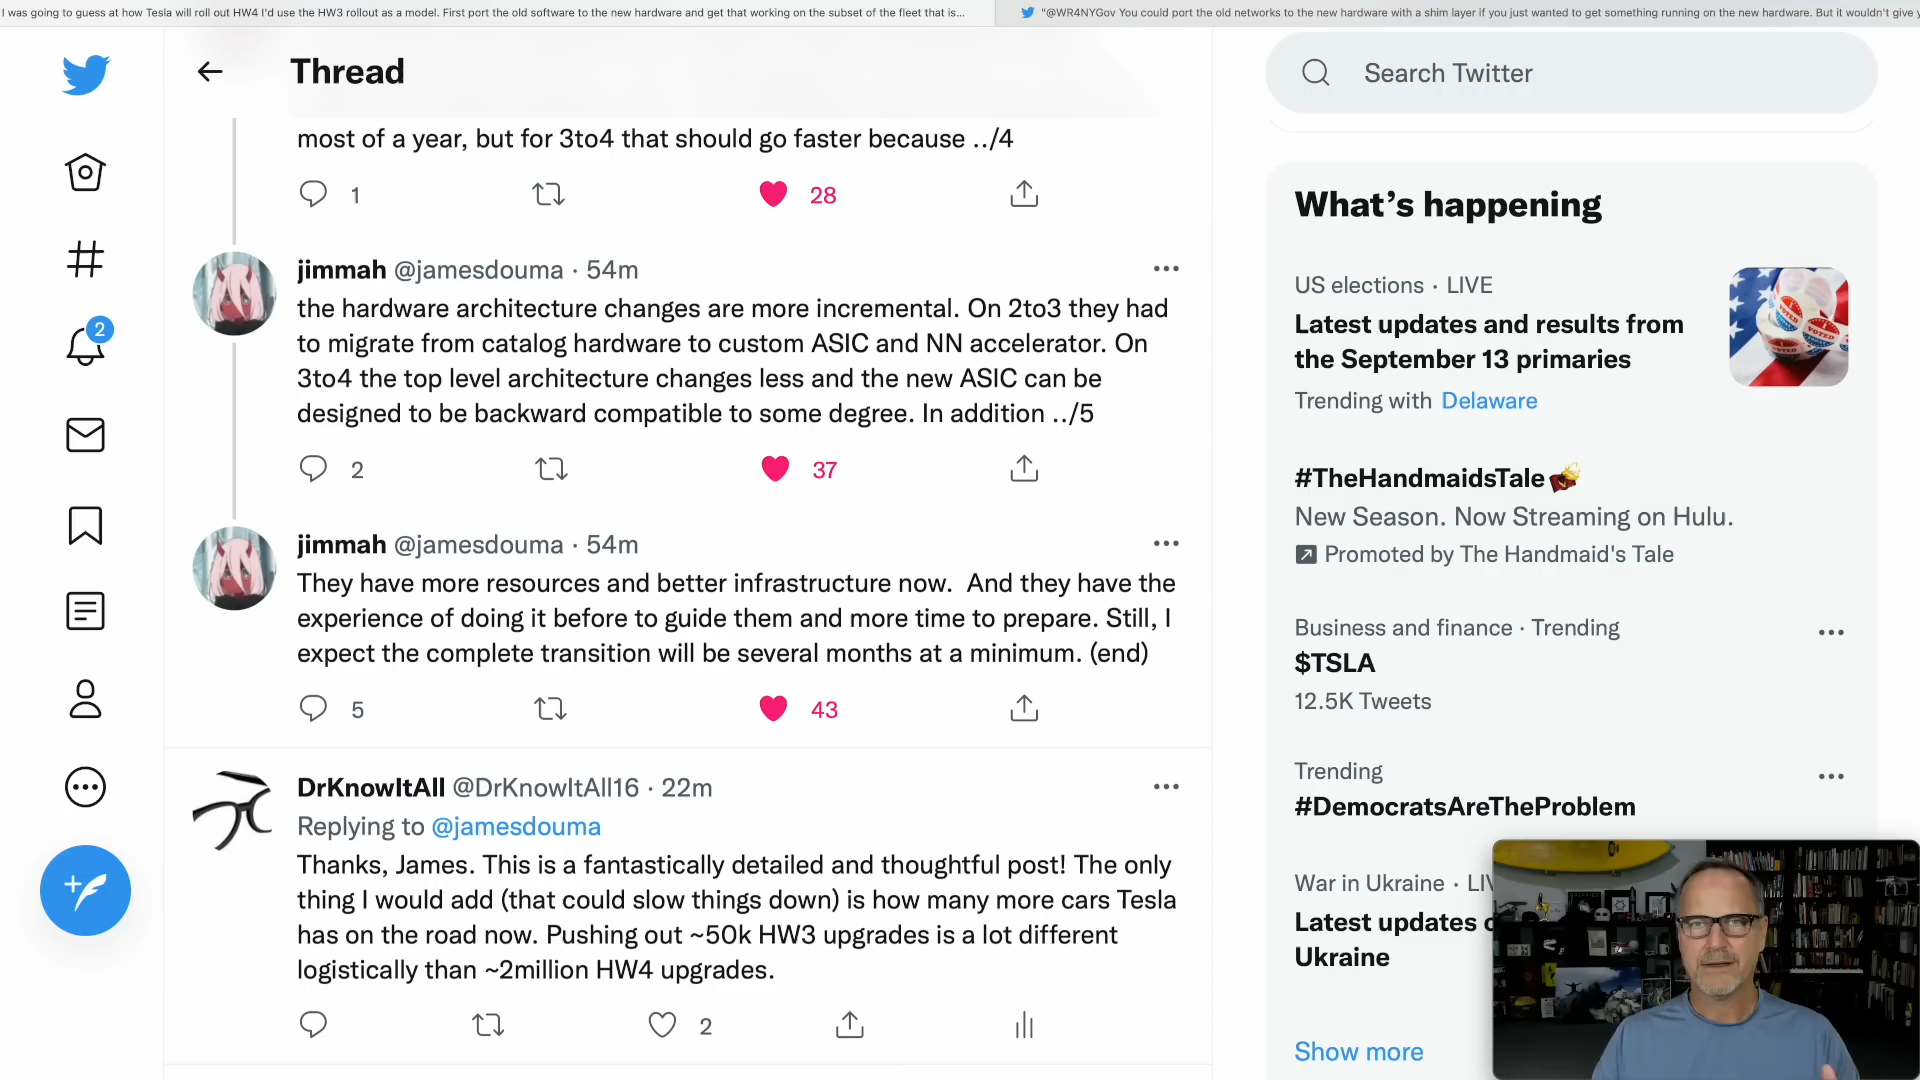 I was going to guess at how Tesla will roll out HW4 I'd use the HW3 rollout as a model. First port the old software to the new hardware and get that working on the subset of the fleet that is...
"@WR4NYGov You could port the old networks to the new hardware with a shim layer if you just wanted to get something running on the new hardware. But it wouldn't give y
Thread
Search Twitter
most of a year, but for 3to4 that should go faster because ../4
1
28
jimmah @jamesdouma · 54m
the hardware architecture changes are more incremental. On 2to3 they had
to migrate from catalog hardware to custom ASIC and NN accelerator. On
3to4 the top level architecture changes less and the new ASIC can be
designed to be backward compatible to some degree. In addition ../5
2
37
jimmah @jamesdouma · 54m
They have more resources and better infrastructure now.  And they have the
experience of doing it before to guide them and more time to prepare. Still, I
expect the complete transition will be several months at a minimum. (end)
5
43
DrKnowItAll @DrKnowItAll16 · 22m
Replying to @jamesdouma
Thanks, James. This is a fantastically detailed and thoughtful post! The only
thing I would add (that could slow things down) is how many more cars Tesla
has on the road now. Pushing out ~50k HW3 upgrades is a lot different
logistically than ~2million HW4 upgrades.
2
2
What's happening
US elections · LIVE
Latest updates and results from
the September 13 primaries
Trending with Delaware
#TheHandmaidsTale
New Season. Now Streaming on Hulu.
Promoted by The Handmaid's Tale
Business and finance · Trending
$TSLA
12.5K Tweets
Trending
#DemocratsAreTheProblem
War in Ukraine · LIV
Latest updates o
Ukraine
Show more